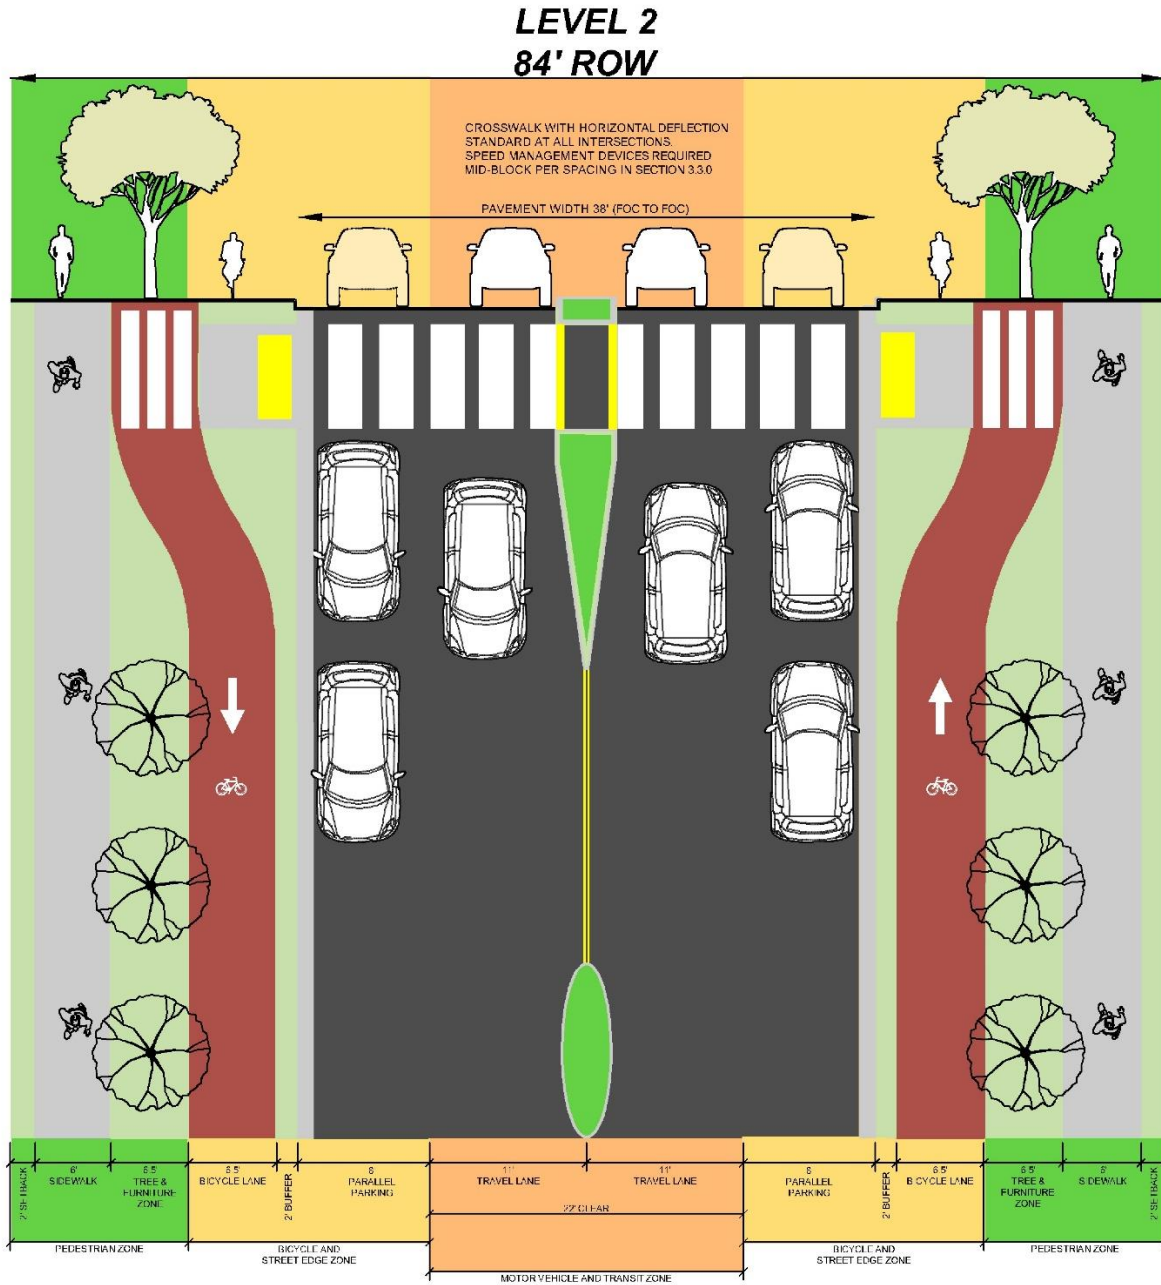 LEVEL 2
84' ROW
CROSSWALK WITH HORIZONTAL DEFLECTION
STANDARD AT ALL INTERSECTIONS.
SPEED MANAGEMENT DEVICES REQUIRED
MID-BLOCK PER SPACING IN SECTION 3.3.0
PAVEMENT WIDTH 38' (FOC TO FOC)
2' SETBACK
6'
SIDEWALK
6.5'
TREE &
FURNITURE
ZONE
6.5'
BICYCLE LANE
2' BUFFER
8'
PARALLEL
PARKING
11'
TRAVEL LANE
11'
TRAVEL LANE
22' CLEAR
8'
PARALLEL
PARKING
2' BUFFER
6.5'
BICYCLE LANE
6.5'
TREE &
FURNITURE
ZONE
6'
SIDEWALK
2' SETBACK
PEDESTRIAN ZONE
BICYCLE AND
STREET EDGE ZONE
MOTOR VEHICLE AND TRANSIT ZONE
BICYCLE AND
STREET EDGE ZONE
PEDESTRIAN ZONE